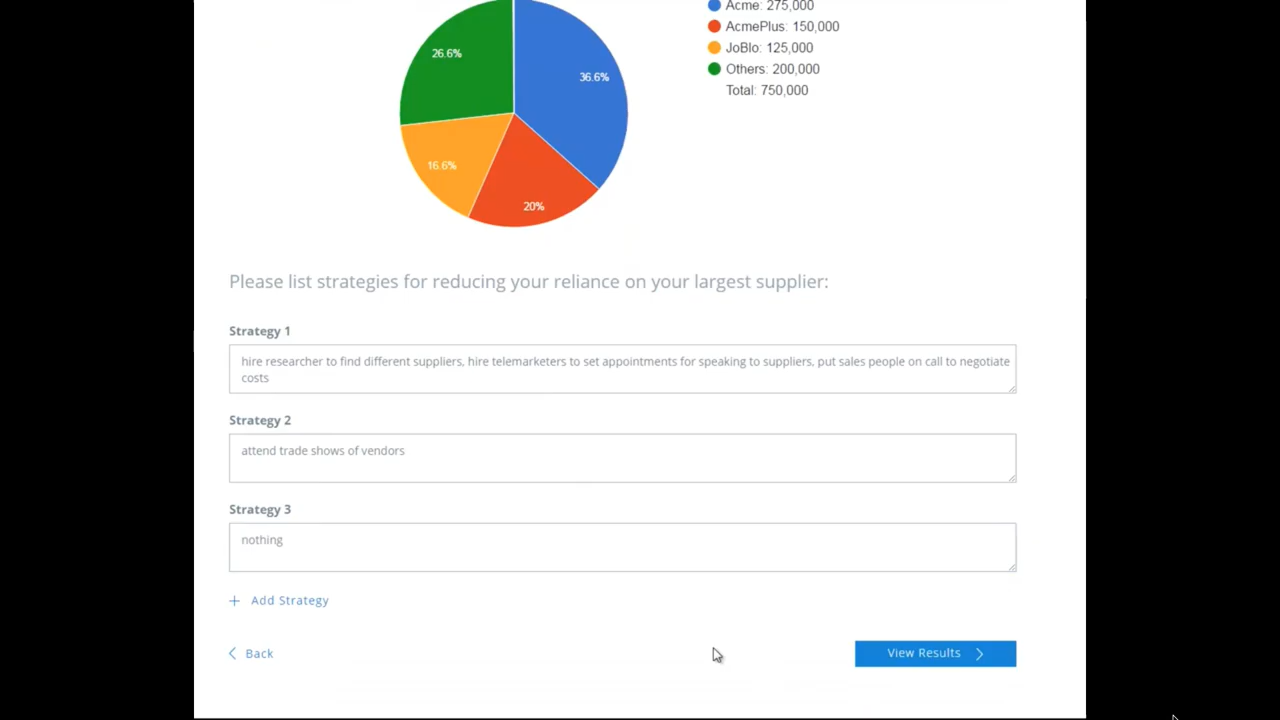 Acme: 275,000
AcmePlus: 150,000
JoBlo: 125,000
Others: 200,000
Total: 750,000
26.6%
36.6%
16.6%
20%
Please list strategies for reducing your reliance on your largest supplier:
Strategy 1
hire researcher to find different suppliers, hire telemarketers to set appointments for speaking to suppliers, put sales people on call to negotiate
costs
Strategy 2
attend trade shows of vendors
Strategy 3
nothing
Add Strategy
Back
View Results